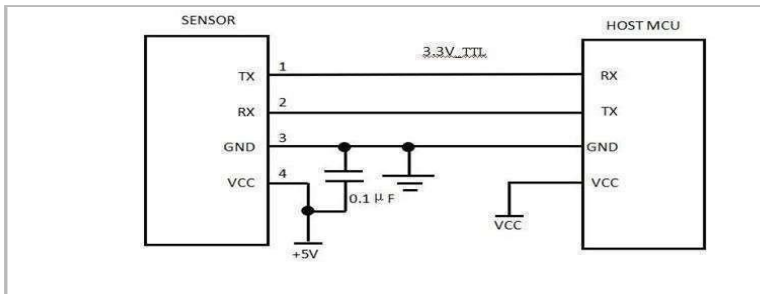 SENSOR
HOST MCU
3.3V_TTL
TX 1 RX
RX 2 TX
GND 3 GND
VCC 4 VCC
0.1 μF
VCC
+5V